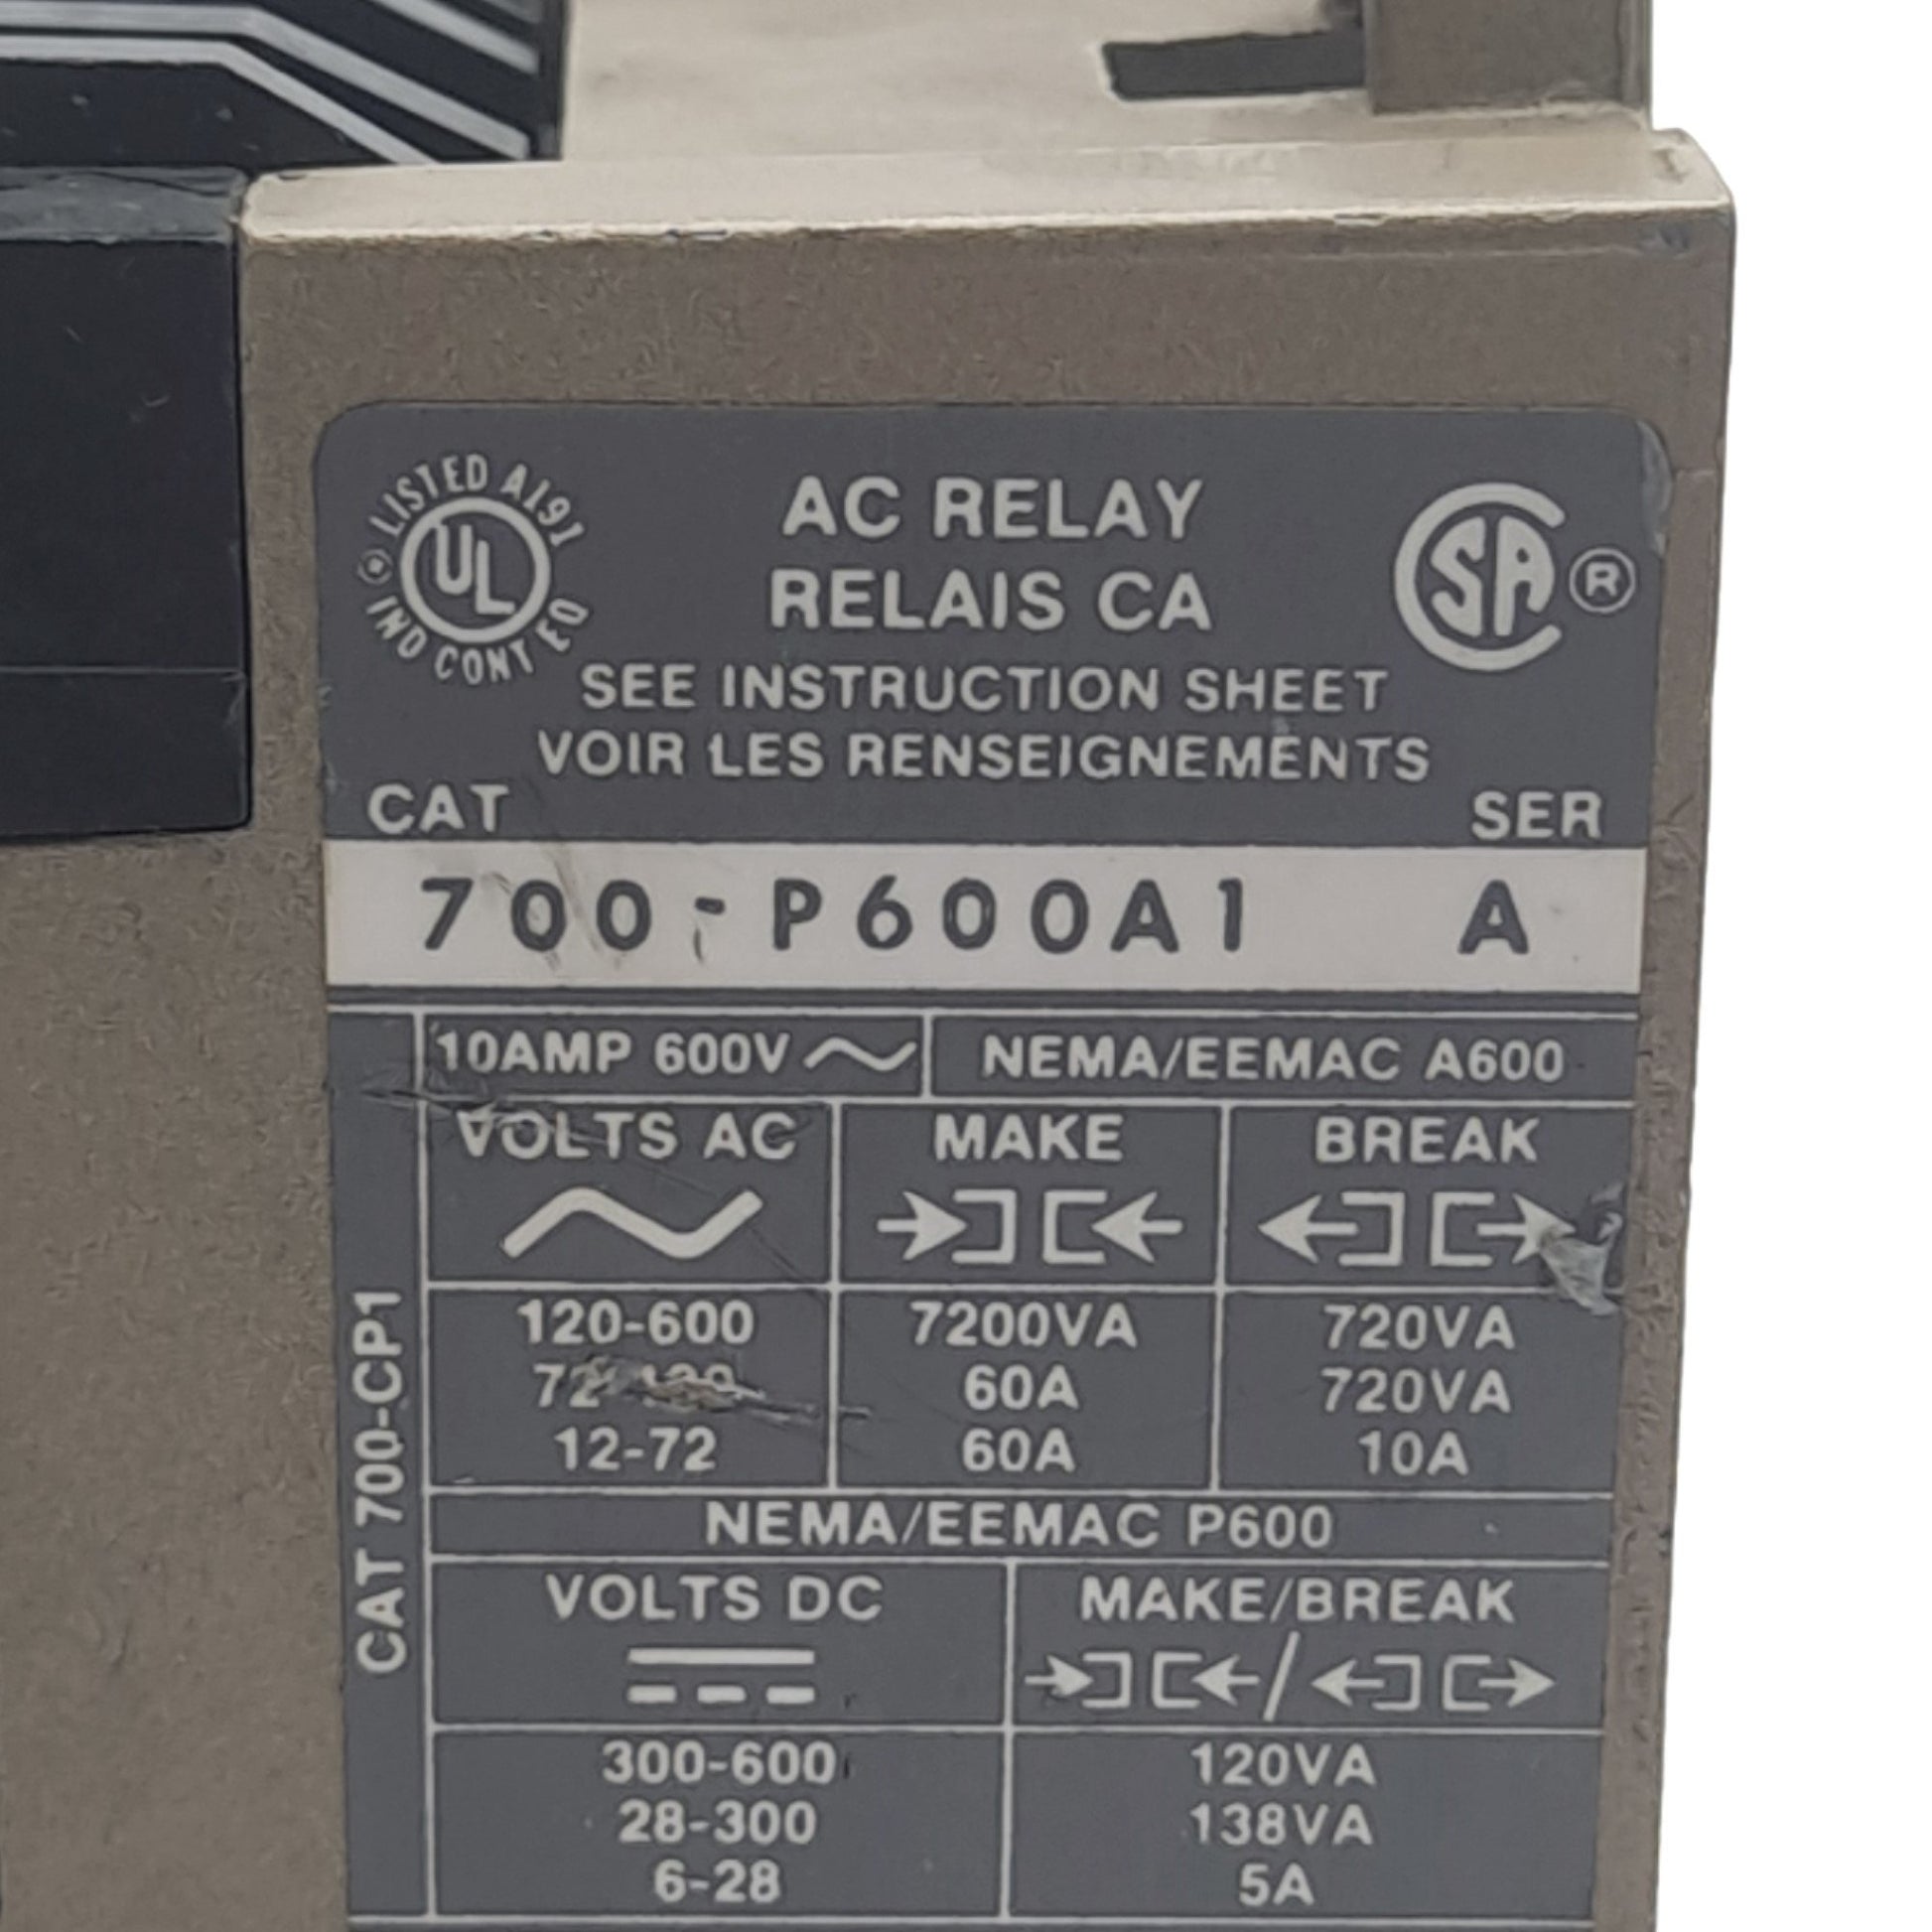 LISTED A191
UL
IND CONT EQ
AC RELAY
RELAIS CA
SA ®
SEE INSTRUCTION SHEET
VOIR LES RENSEIGNEMENTS
CAT SER
700-P600A1 A
10AMP 600V NEMA/EEMAC A600
VOLTS AC MAKE BREAK
120-600 7200VA 720VA
72-120 60A 720VA
12-72 60A 10A
NEMA/EEMAC P600
VOLTS DC MAKE/BREAK
300-600 120VA
28-300 138VA
6-28 5A
CAT 700-CP1